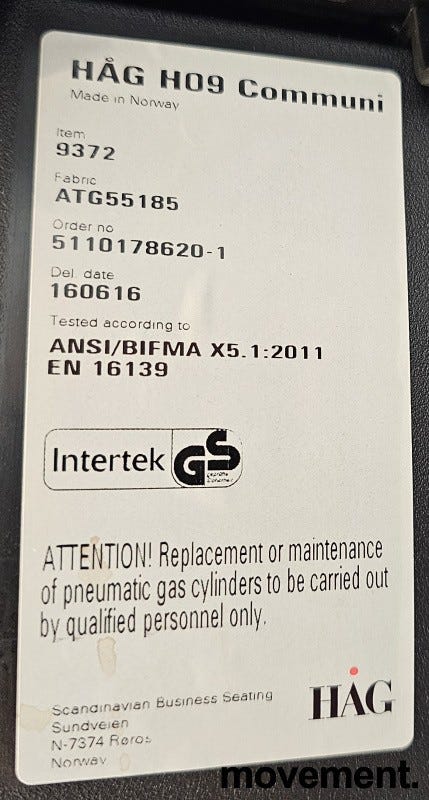 HÅG H09 Communi
Made in Norway
Item
9372
Fabric
ATG55185
Order no
5110178620-1
Del. date
160616
Tested according to
ANSI/BIFMA X5.1:2011
EN 16139
Intertek GS
geprüfte
Sicherheit
ATTENTION! Replacement or maintenance
of pneumatic gas cylinders to be carried out
by qualified personnel only.
Scandinavian Business Seating
Sundveien
N-7374 Røros
Norway
HÅG
movement.